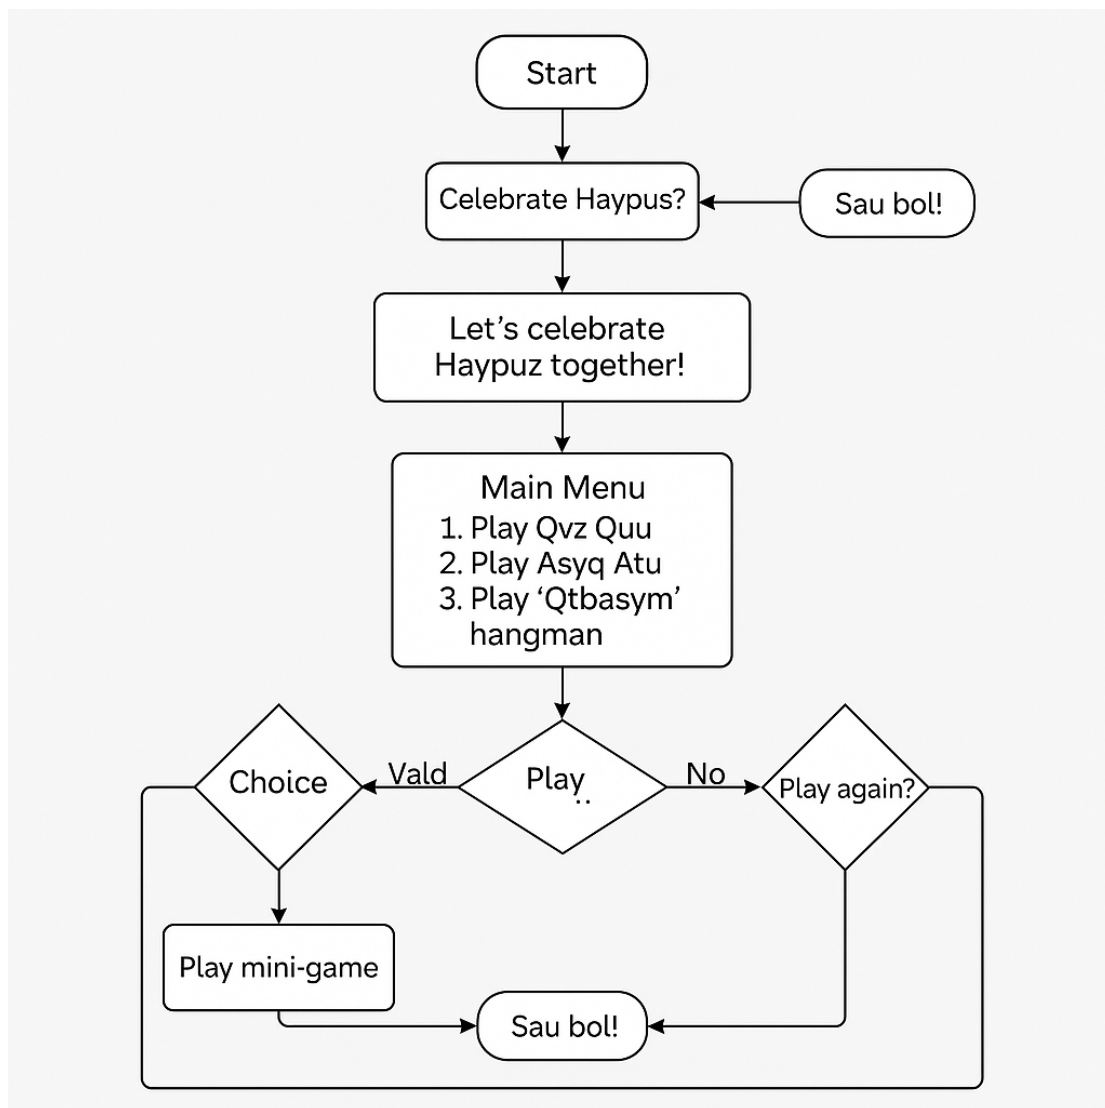 Start
Celebrate Haypus?
Sau bol!
Let's celebrate
Haypuz together!
Main Menu
1. Play Qvz Quu
2. Play Asyq Atu
3. Play ‘Qtbasym’
hangman
Choice
Vald
Play..
No
Play again?
Play mini-game
Sau bol!